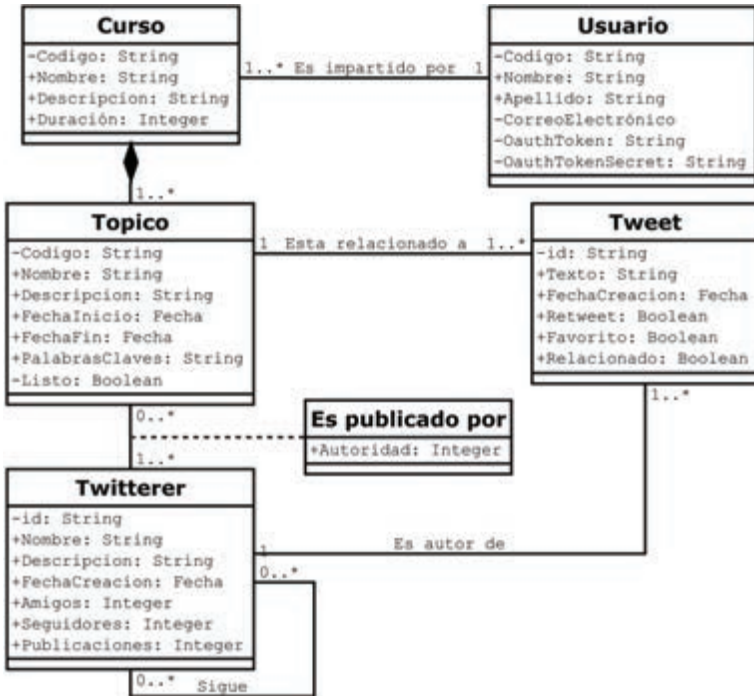 Curso
-Codigo: String
+Nombre: String
+Descripcion: String
+Duración: Integer
1..* Es impartido por 1
Usuario
-Codigo: String
+Nombre: String
+Apellido: String
-CorreoElectrónico
-OauthToken: String
-OauthTokenSecret: String
1..*
Topico
-Codigo: String
+Nombre: String
+Descripcion: String
+FechaInicio: Fecha
+FechaFin: Fecha
+PalabrasClaves: String
-Listo: Boolean
1 Esta relacionado a 1..*
Tweet
-id: String
+Texto: String
+FechaCreacion: Fecha
+Retweet: Boolean
+Favorito: Boolean
+Relacionado: Boolean
1..*
0..*
Es publicado por
+Autoridad: Integer
1..*
Twitterer
-id: String
+Nombre: String
+Descripcion: String
+FechaCreacion: Fecha
+Amigos: Integer
+Seguidores: Integer
+Publicaciones: Integer
1 Es autor de
0..*
0..* Sigue